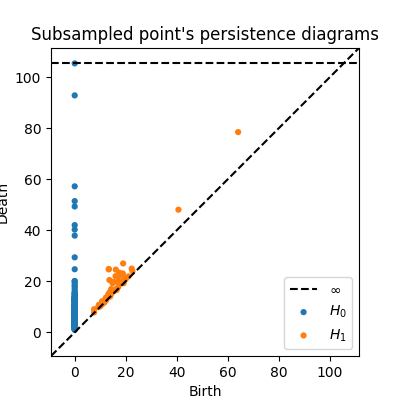 Subsampled point's persistence diagrams
100
80
60
40
20
0
Death
0 20 40 60 80 100
Birth
∞
H₀
H₁